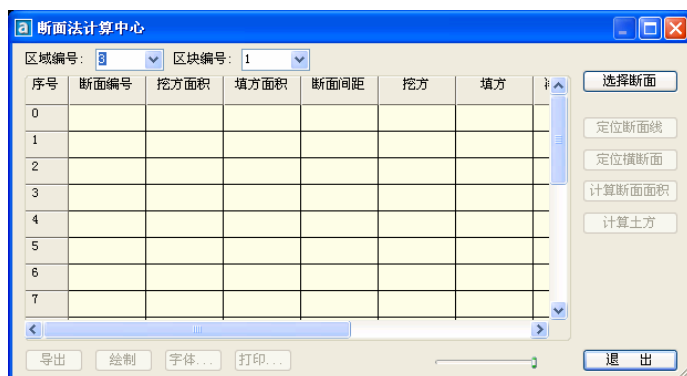 a 断面法计算中心
区域编号: 3 区块编号: 1
序号 断面编号 挖方面积 填方面积 断面间距 挖方 填方
选择断面
0
定位断面线
1
定位横断面
2
计算断面面积
3
计算土方
4
5
6
7
导出 绘制 字体... 打印... 退 出